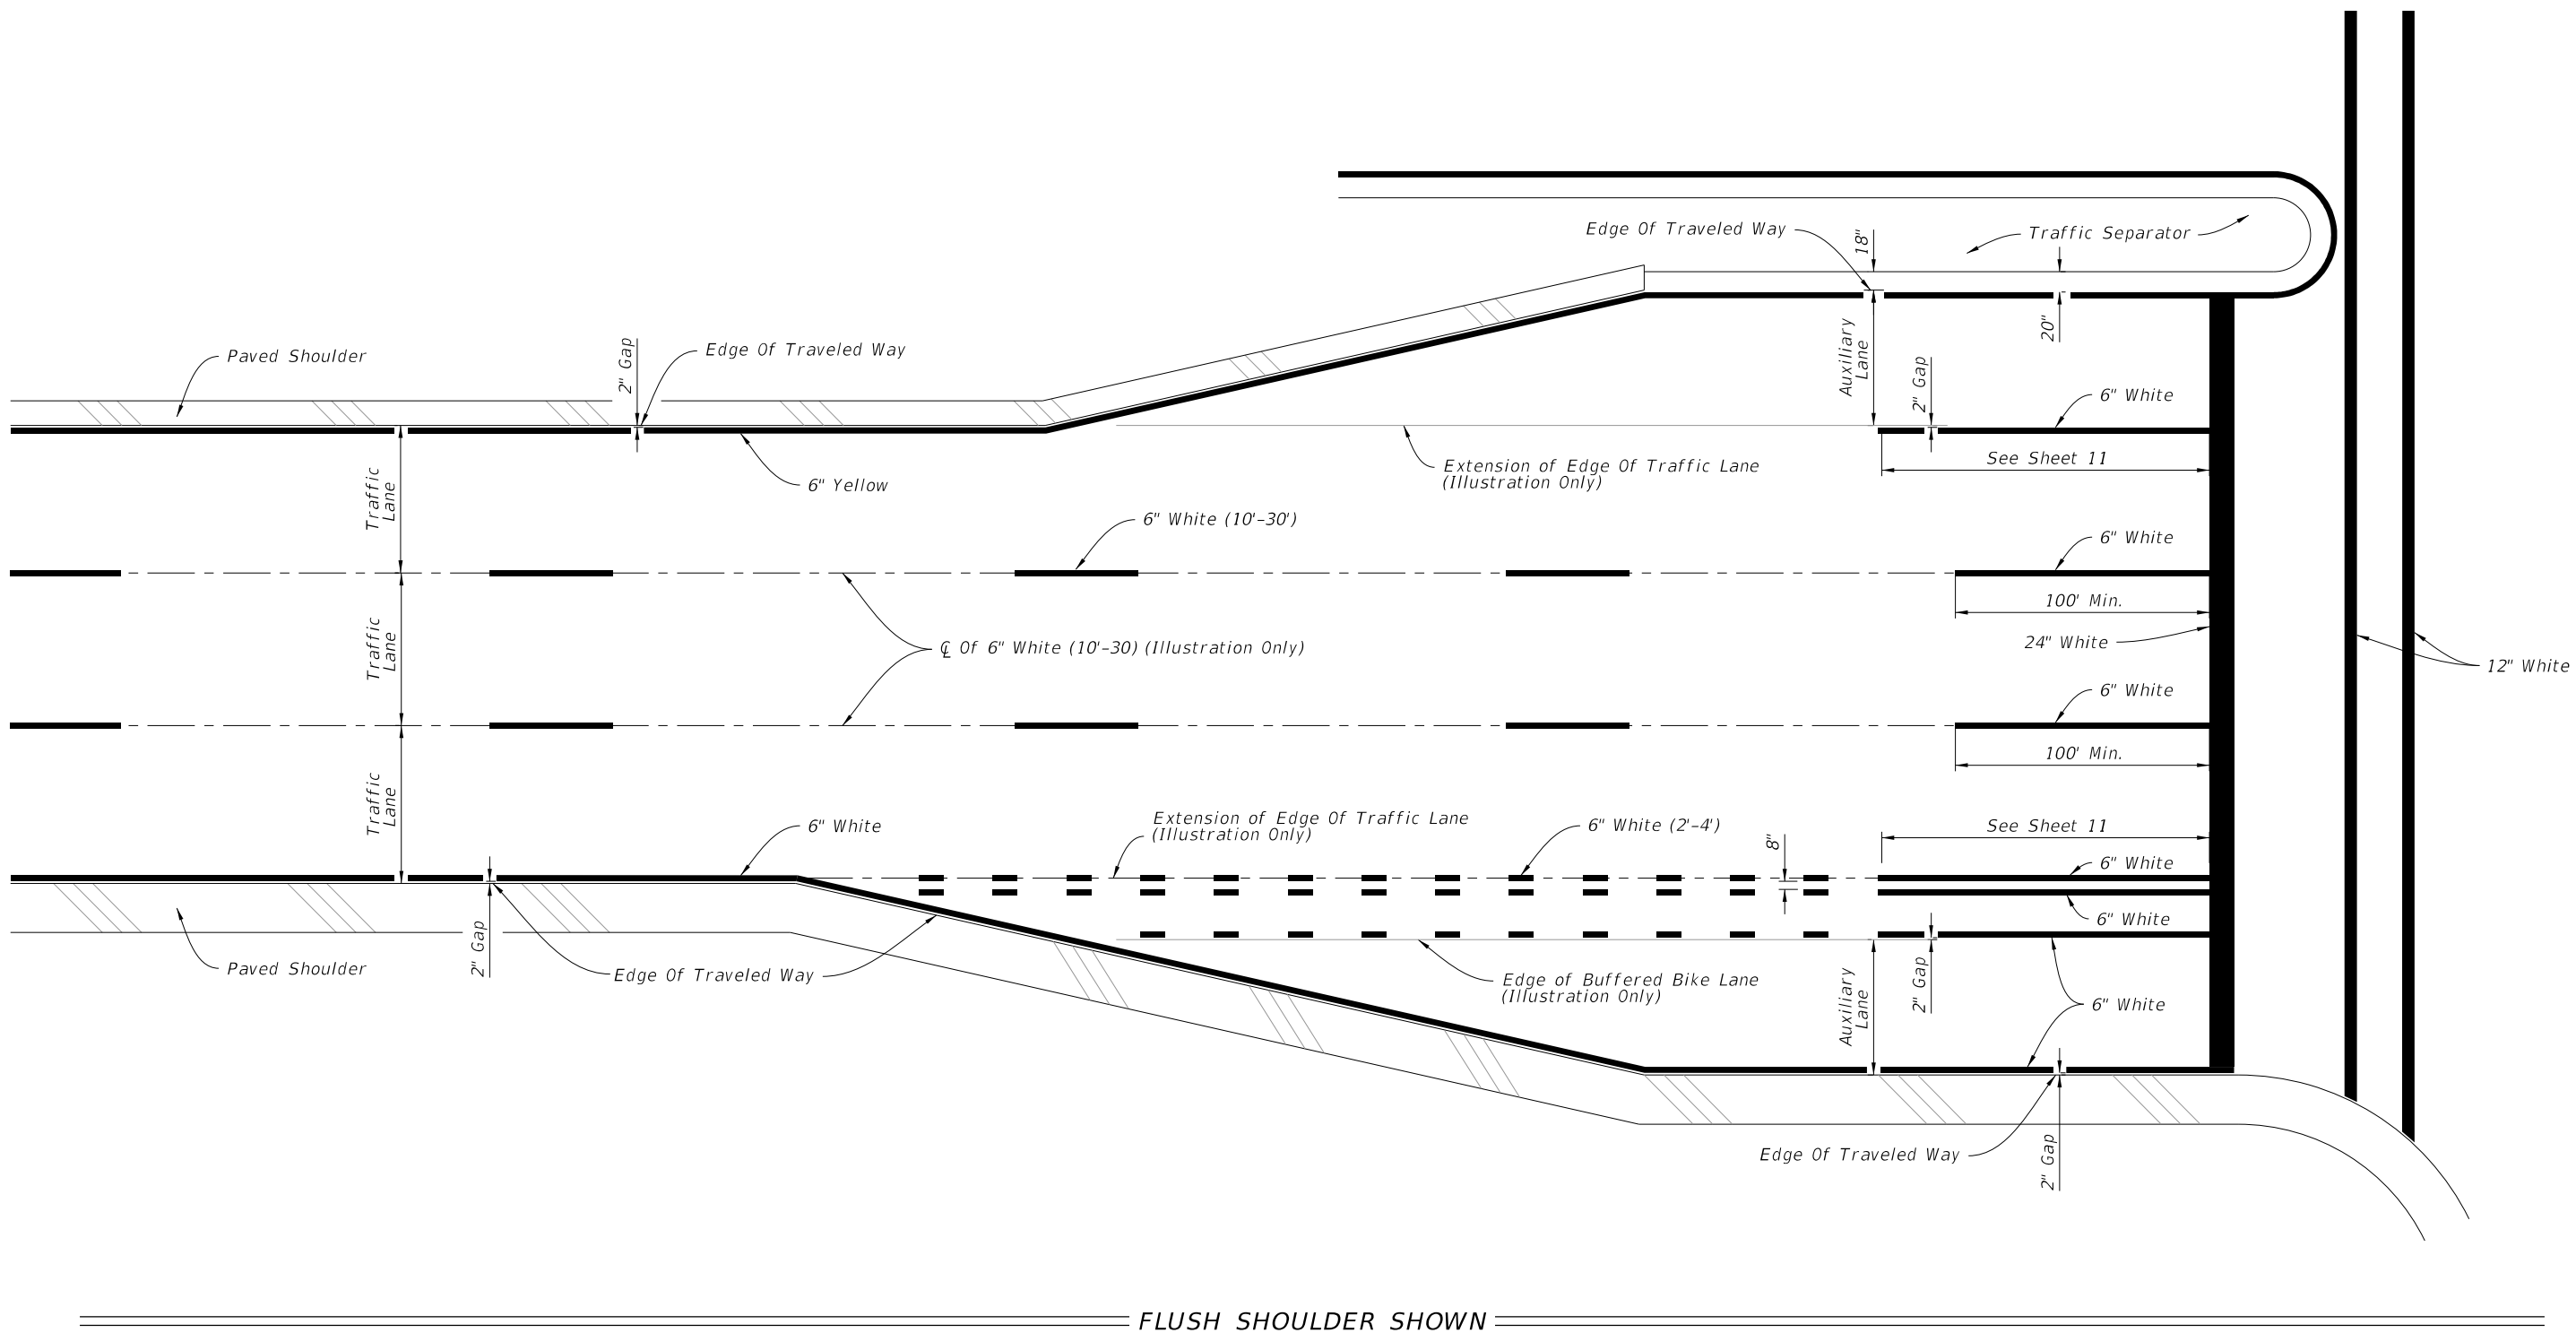 Edge Of Traveled Way
18"
Traffic Separator
20"
Paved Shoulder
2" Gap
Edge Of Traveled Way
Auxiliary
Lane
2" Gap
6" White
6" Yellow
Extension of Edge Of Traffic Lane
(Illustration Only)
See Sheet 11
Traffic
Lane
6" White (10'-30')
6" White
100' Min.
Traffic
Lane
℄ Of 6" White (10'-30) (Illustration Only)
24" White
12" White
6" White
100' Min.
Traffic
Lane
6" White
Extension of Edge Of Traffic Lane
(Illustration Only)
6" White (2'-4')
8"
See Sheet 11
6" White
6" White
Paved Shoulder
2" Gap
Edge Of Traveled Way
Edge of Buffered Bike Lane
(Illustration Only)
Auxiliary
Lane
2" Gap
6" White
Edge Of Traveled Way
2" Gap
FLUSH SHOULDER SHOWN